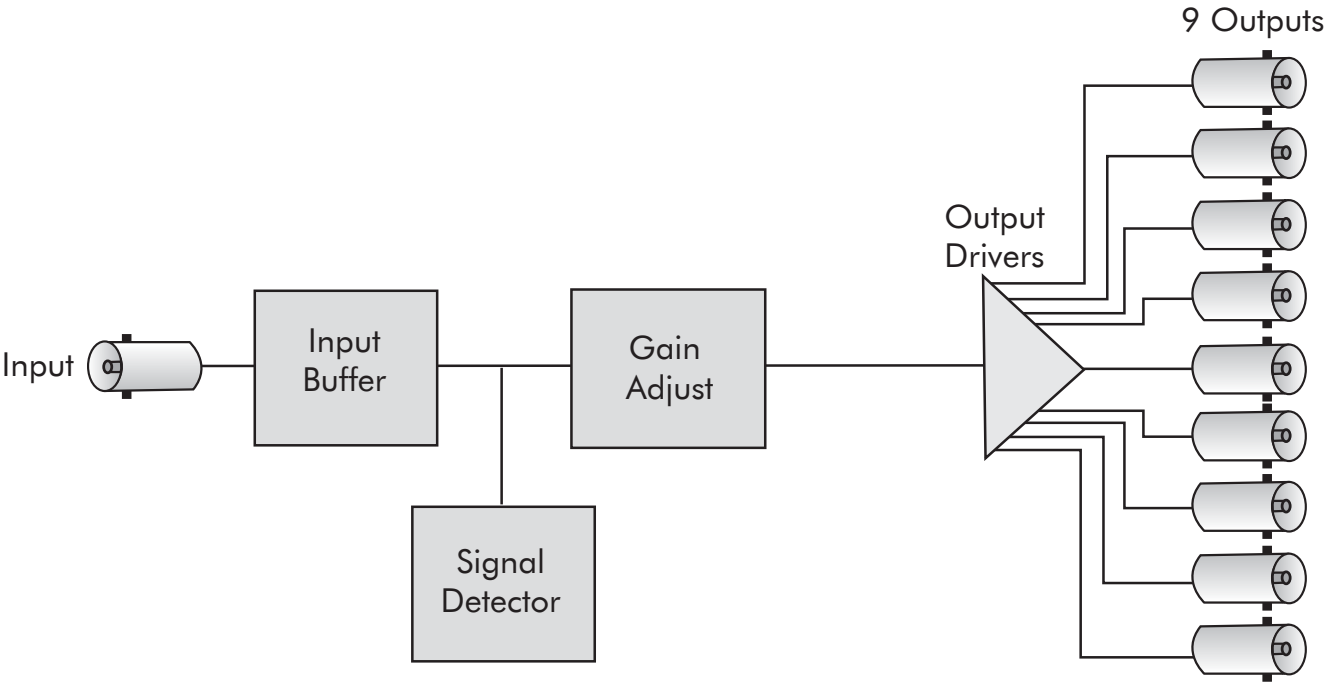 9 Outputs
Output
Drivers
Input
Input
Buffer
Gain
Adjust
Signal
Detector